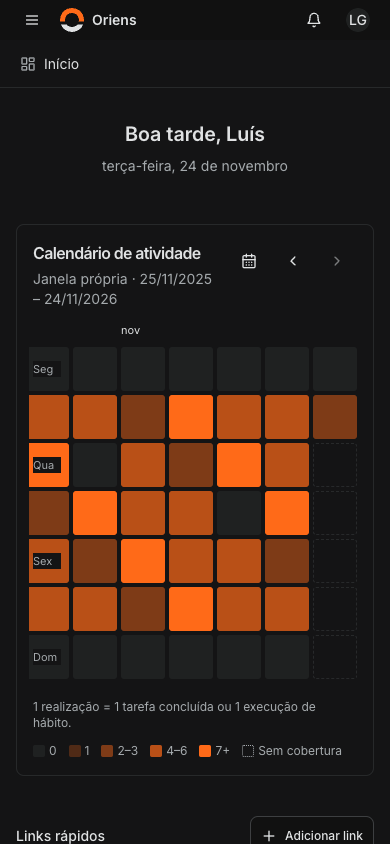 Oriens
LG
Início
Boa tarde, Luís
terça-feira, 24 de novembro
Calendário de atividade
Janela própria · 25/11/2025
– 24/11/2026
nov
Seg
Qua
Sex
Dom
1 realização = 1 tarefa concluída ou 1 execução de
hábito.
0 1 2–3 4–6 7+ Sem cobertura
Links rápidos
Adicionar link